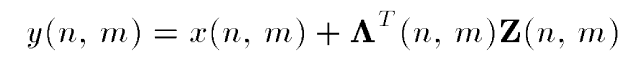 y(n, m) = x(n, m) + Λ^T(n, m)Z(n, m)